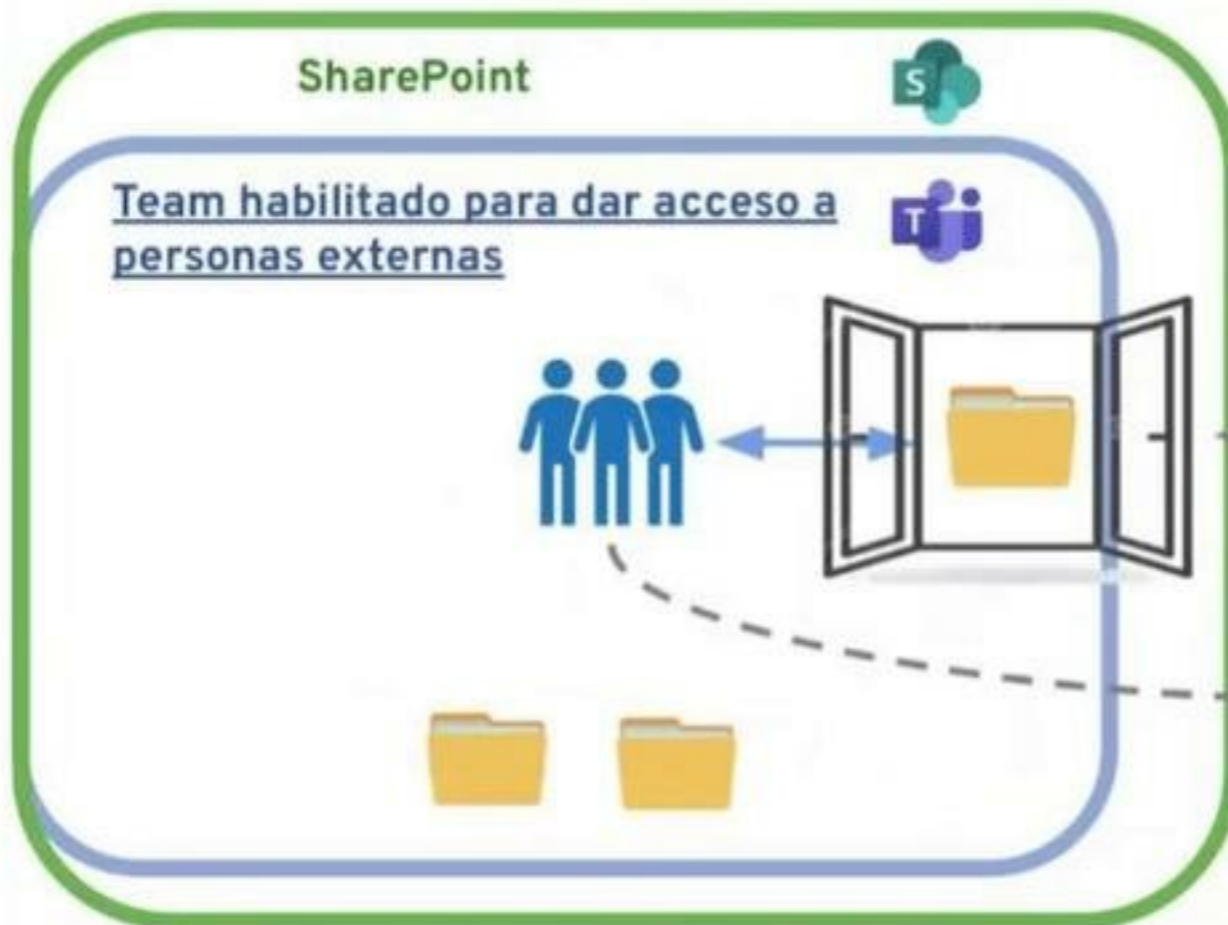 SharePoint
S
Team habilitado para dar acceso a
T
personas externas